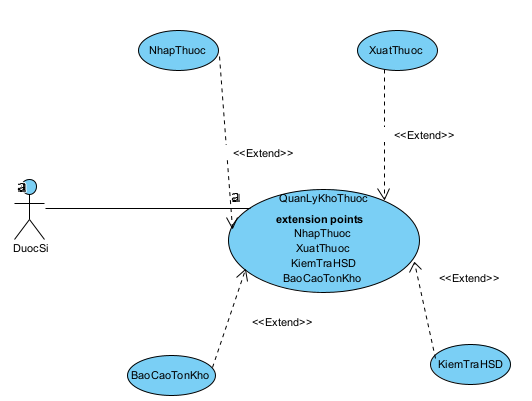 NhapThuoc
XuatThuoc
<<Extend>>
<<Extend>>
a
a
QuanLyKhoThuoc
extension points
NhapThuoc
XuatThuoc
KiemTraHSD
BaoCaoTonKho
DuocSi
<<Extend>>
<<Extend>>
BaoCaoTonKho
KiemTraHSD